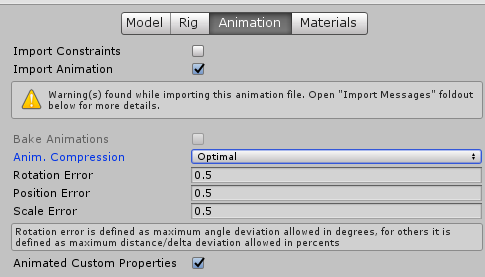 Model Rig Animation Materials
Import Constraints
Import Animation
Warning(s) found while importing this animation file. Open "Import Messages" foldout
below for more details.
Bake Animations
Anim. Compression Optimal
Rotation Error 0.5
Position Error 0.5
Scale Error 0.5
Rotation error is defined as maximum angle deviation allowed in degrees, for others it is
defined as maximum distance/delta deviation allowed in percents
Animated Custom Properties